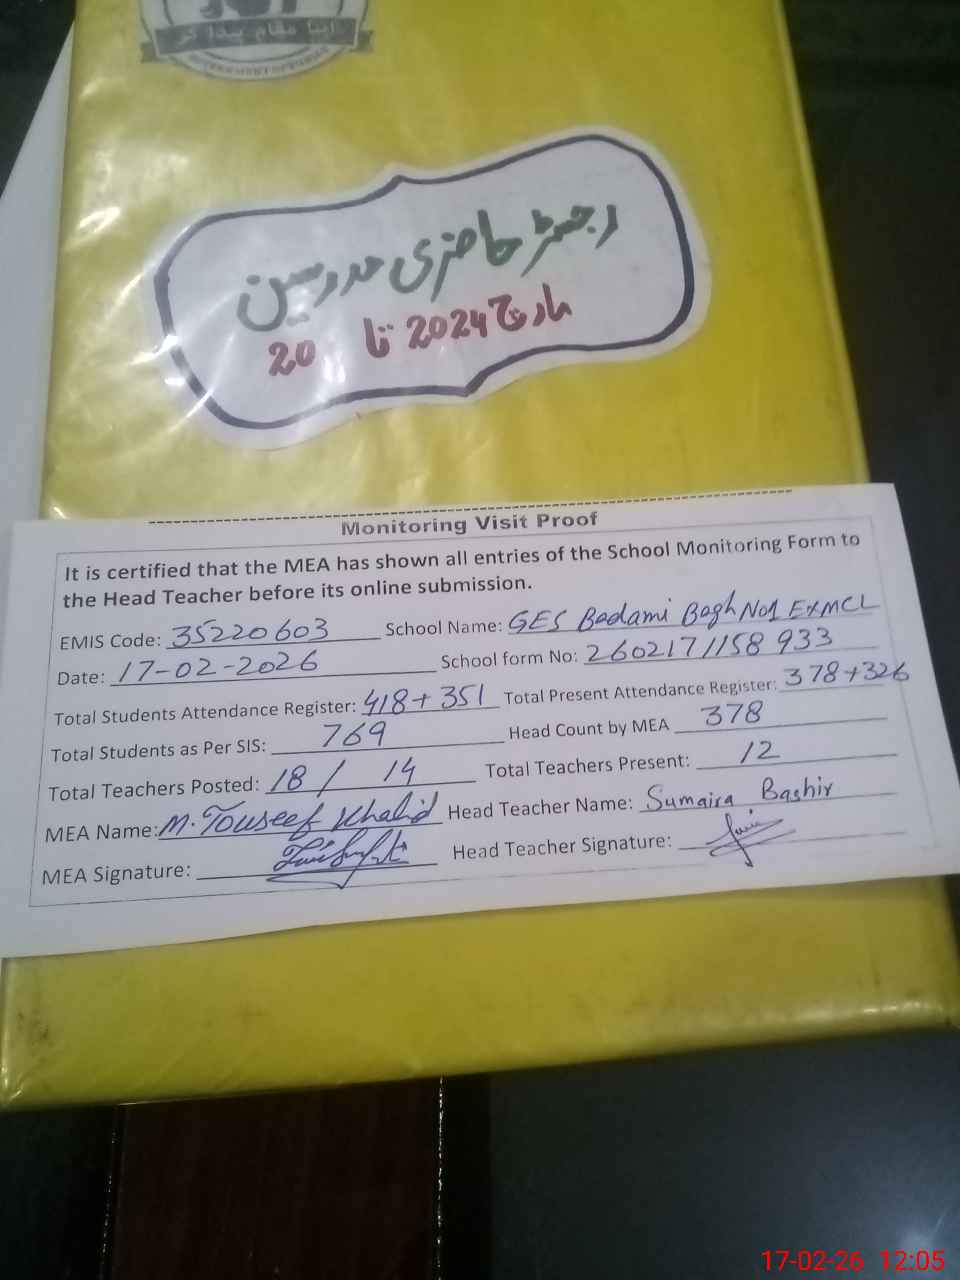 اپنا مقام پیدا کر
رجسٹر حاضری مدرسین
مارچ 2024 تا 20
Monitoring Visit Proof
It is certified that the MEA has shown all entries of the School Monitoring Form to
the Head Teacher before its online submission.
EMIS Code: 35220603 School Name: GES Badami Bagh No1 ExMCL
Date: 17-02-2026 School form No: 2602171158933
Total Students Attendance Register: 418+351 Total Present Attendance Register: 378+326
Total Students as Per SIS: 769 Head Count by MEA 378
Total Teachers Posted: 18 / 14 Total Teachers Present: 12
MEA Name: M. Touseef Khalid Head Teacher Name: Sumaira Bashir
MEA Signature: Head Teacher Signature:
17-02-26 12:05